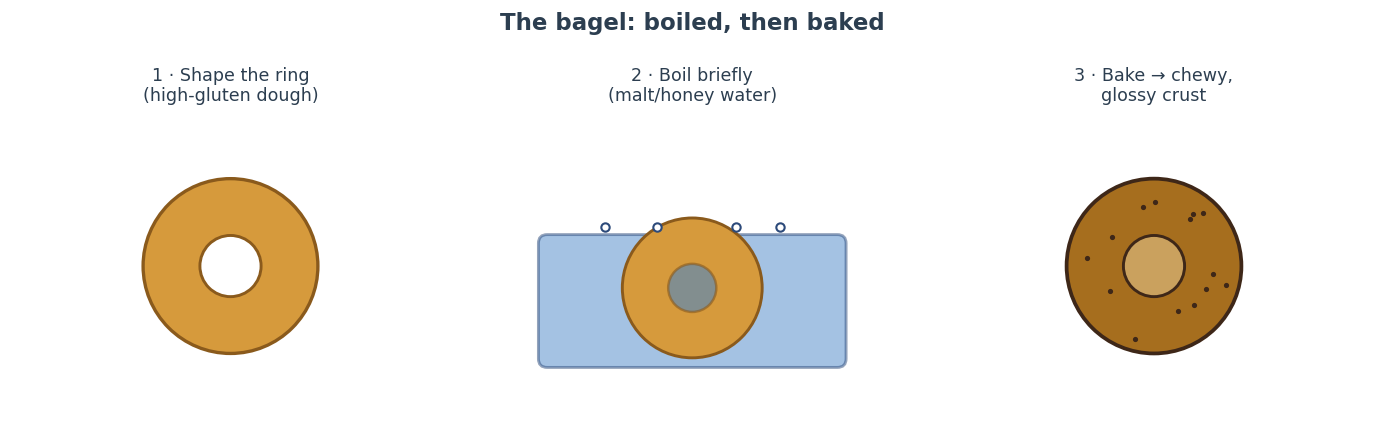 The bagel: boiled, then baked
1 · Shape the ring
(high-gluten dough)
2 · Boil briefly
(malt/honey water)
3 · Bake → chewy,
glossy crust